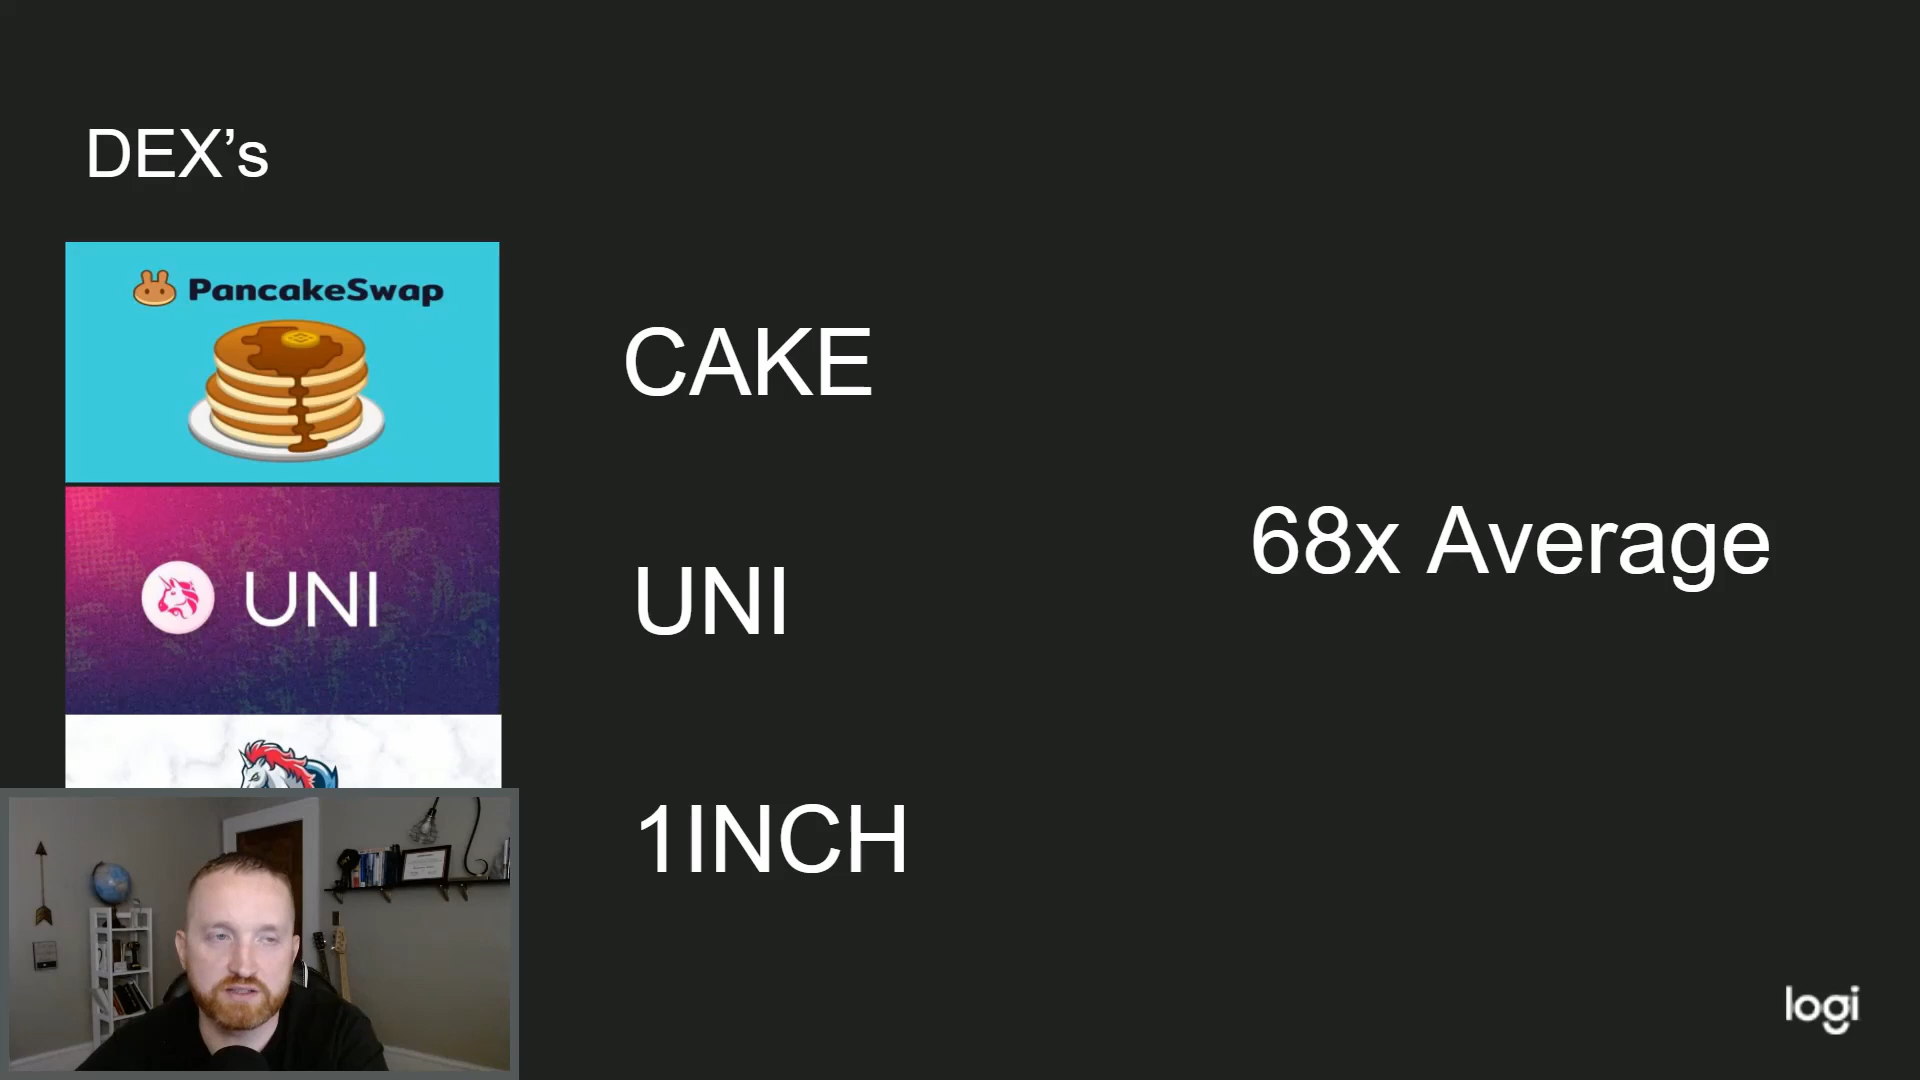 DEX’s
PancakeSwap
CAKE
UNI
UNI
68x Average
1INCH
logi